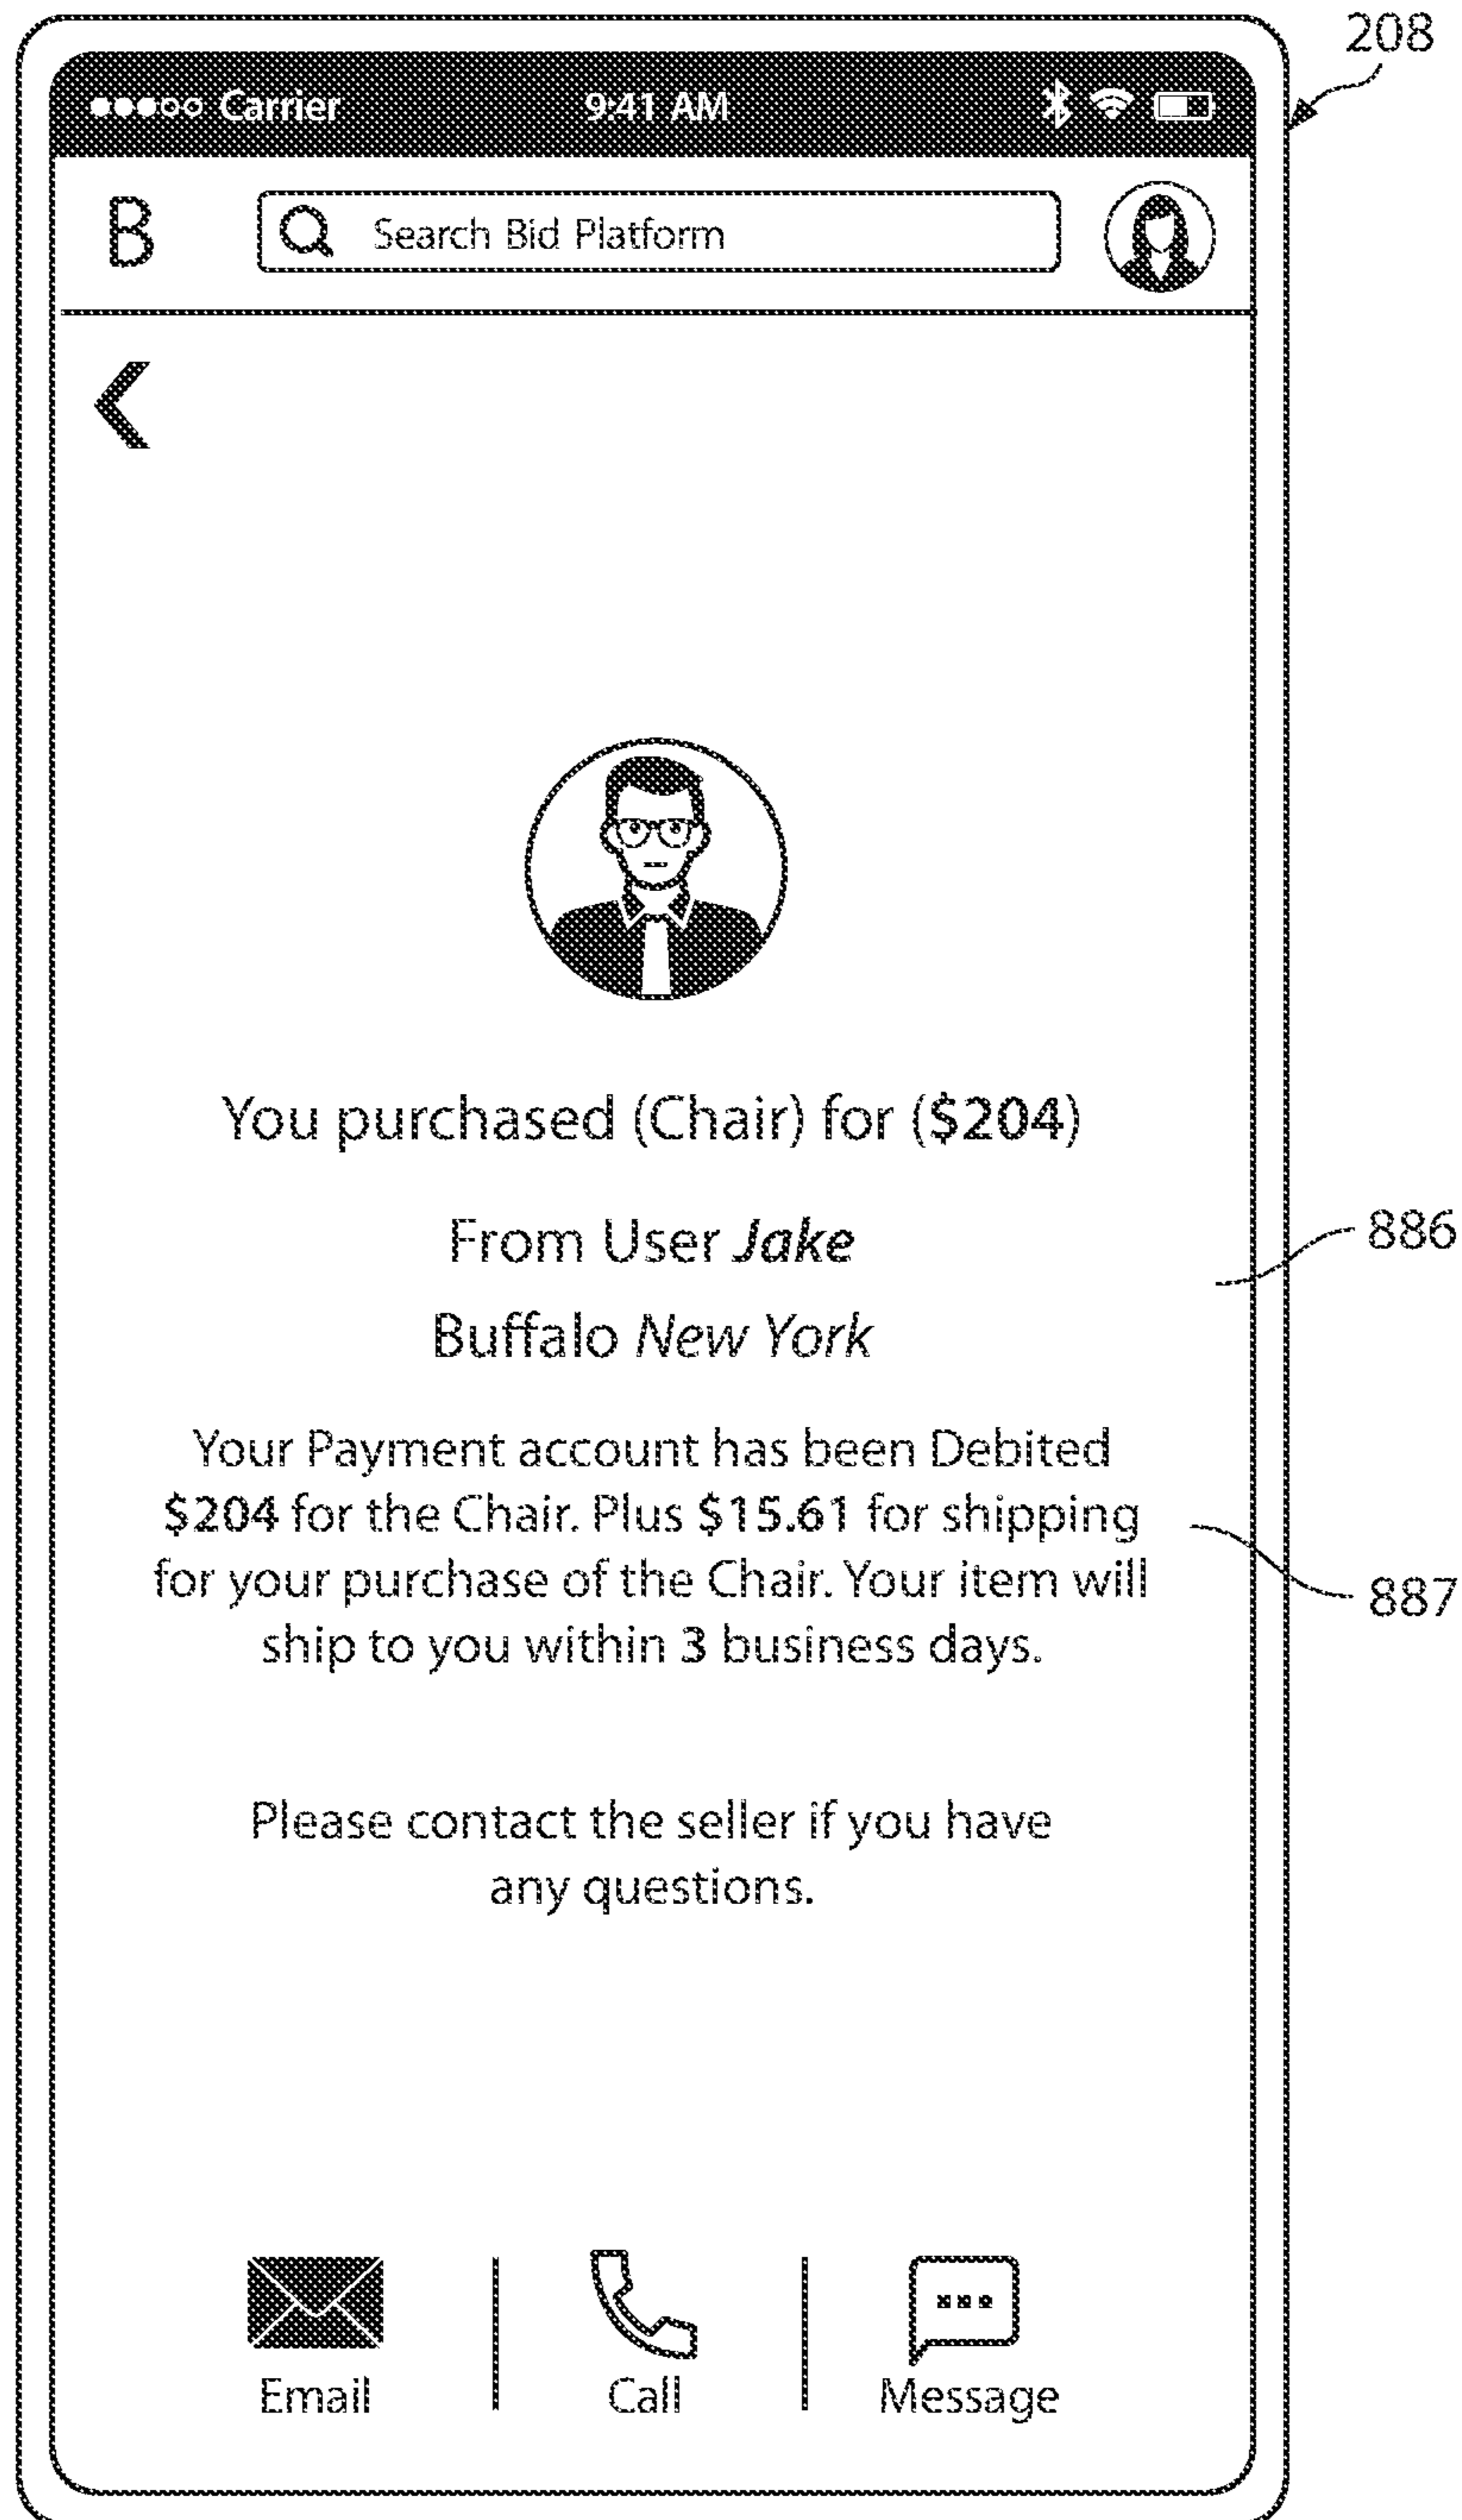 208
Carrier 9:41 AM
B Search Bid Platform
You purchased (Chair) for ($204)
From User Jake
886
Buffalo New York
Your Payment account has been Debited
$204 for the Chair. Plus $15.61 for shipping
for your purchase of the Chair. Your item will
887
ship to you within 3 business days.
Please contact the seller if you have
any questions.
Email Call Message